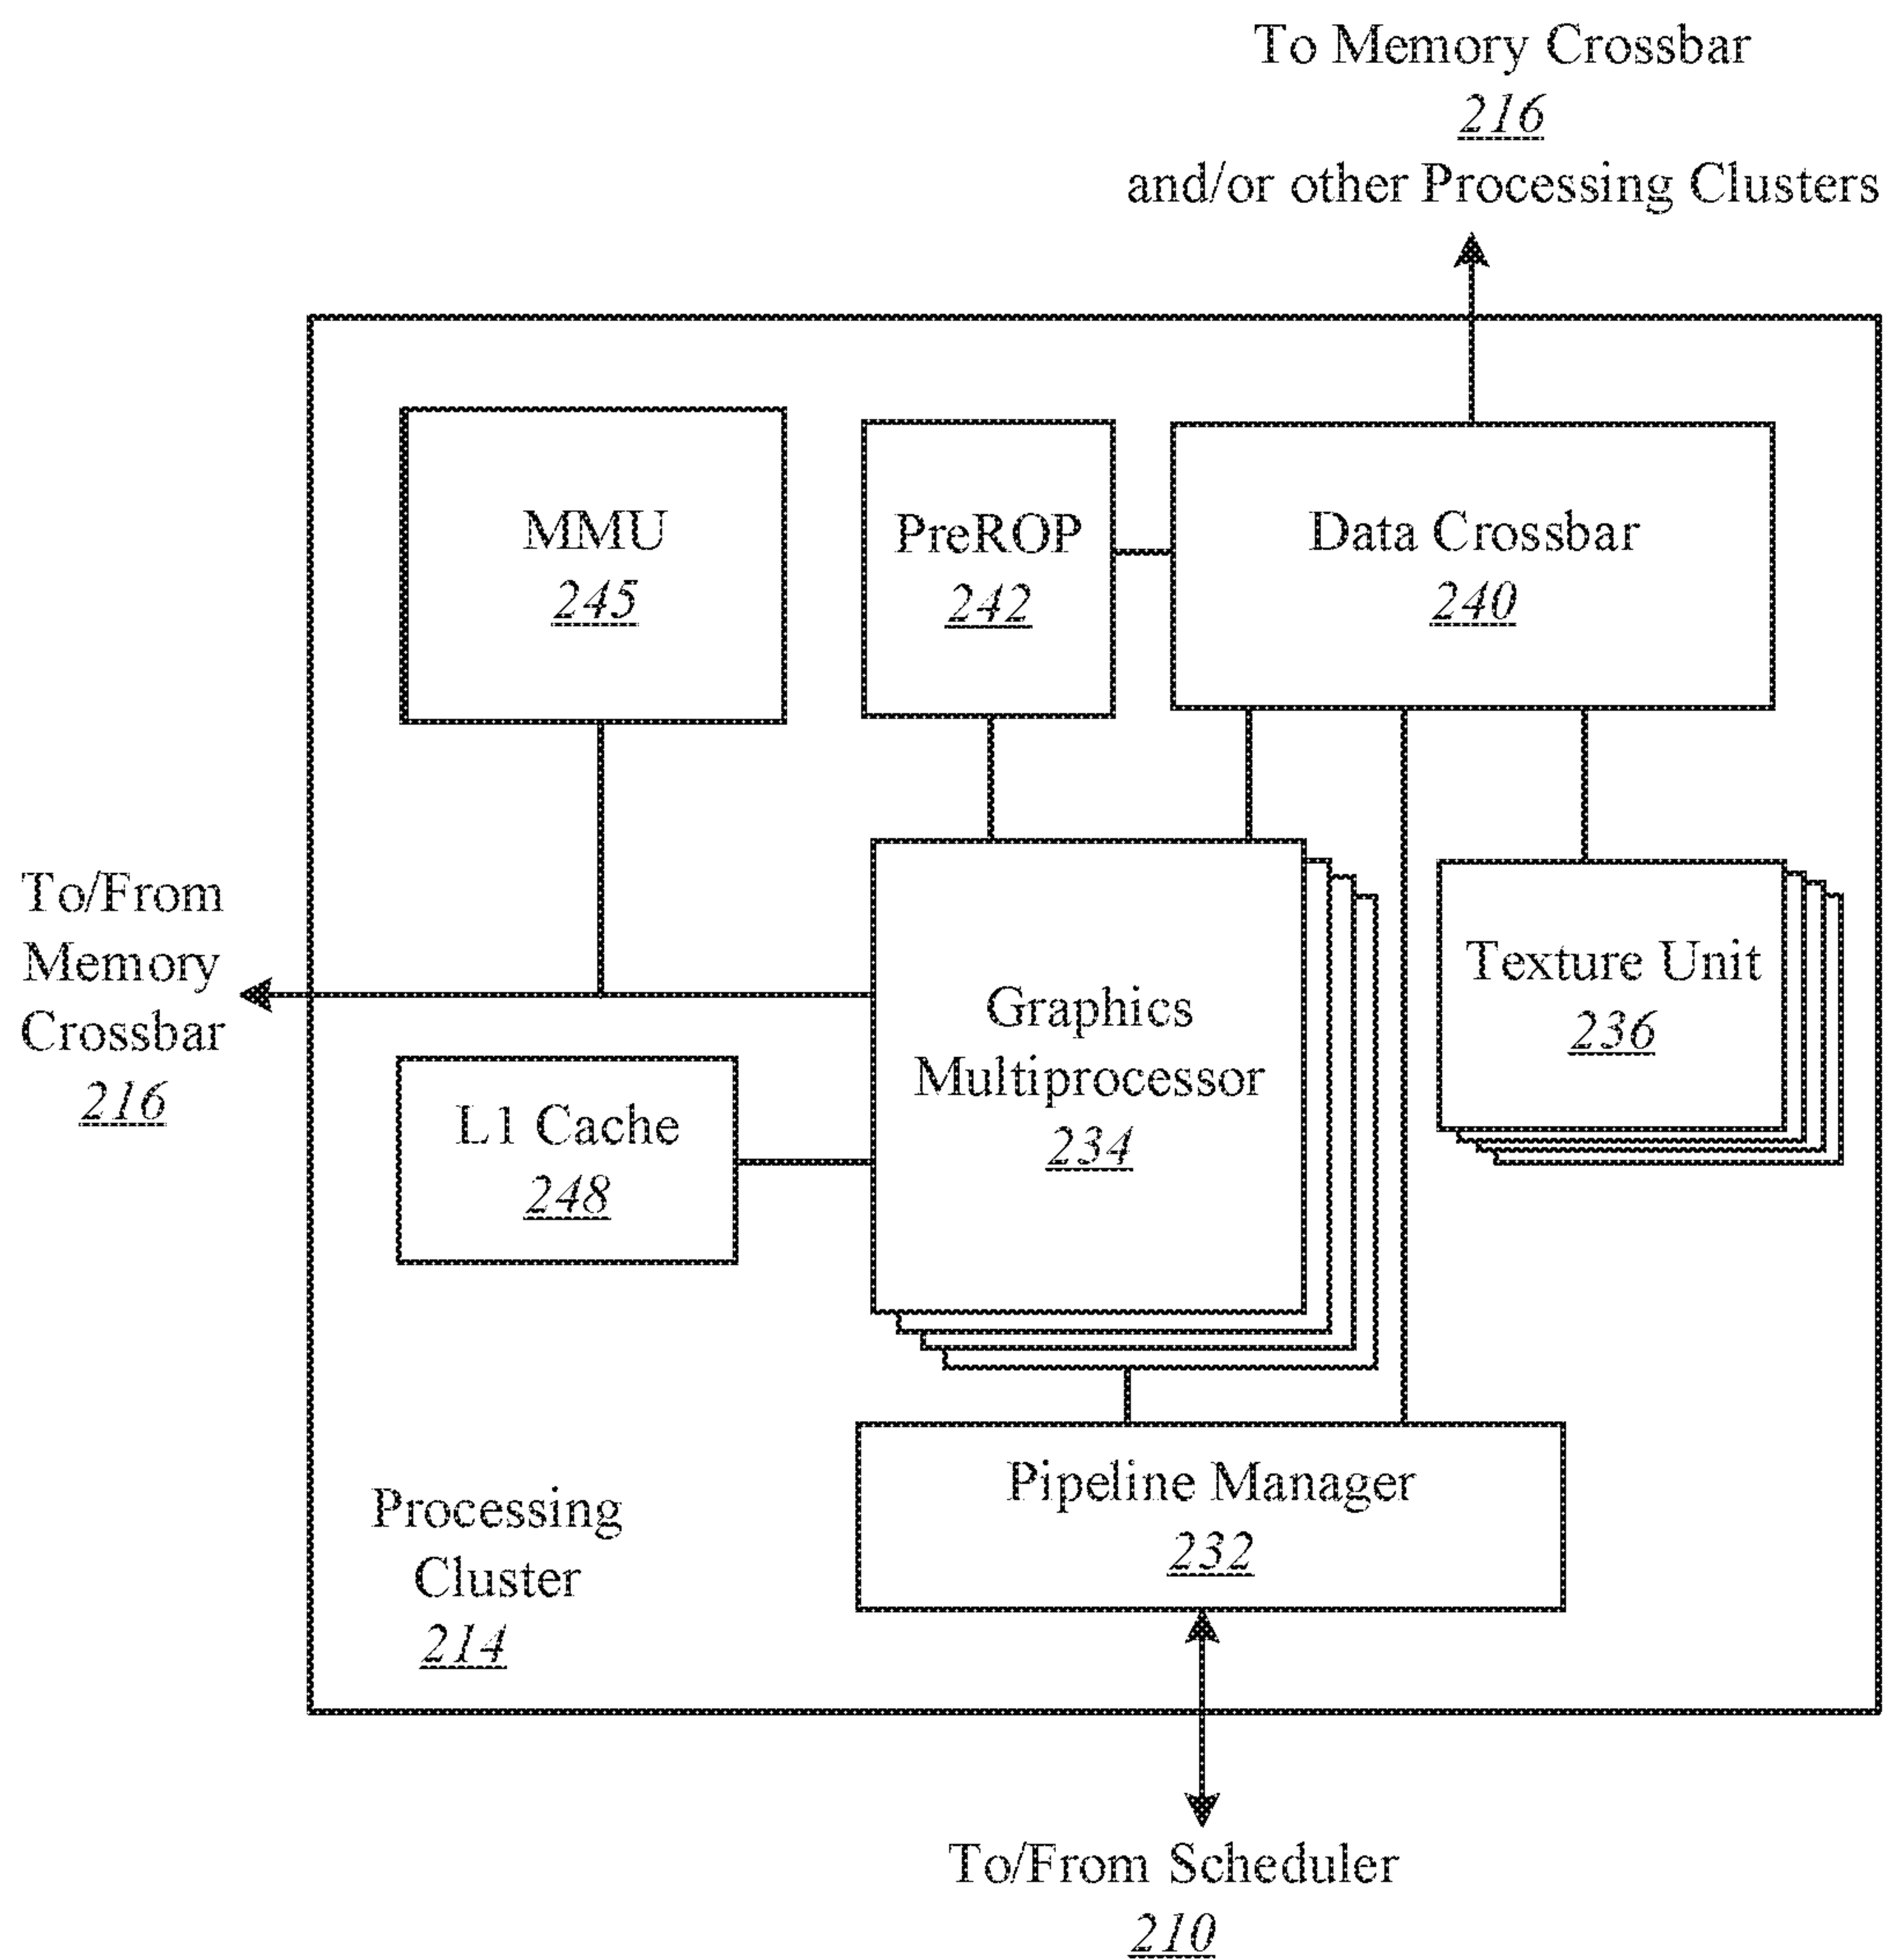 To Memory Crossbar
216
and/or other Processing Clusters
MMU
245
PreROP
242
Data Crossbar
240
To/From
Memory
Crossbar
216
Graphics
Multiprocessor
234
Texture Unit
236
L1 Cache
248
Pipeline Manager
232
Processing
Cluster
214
To/From Scheduler
210